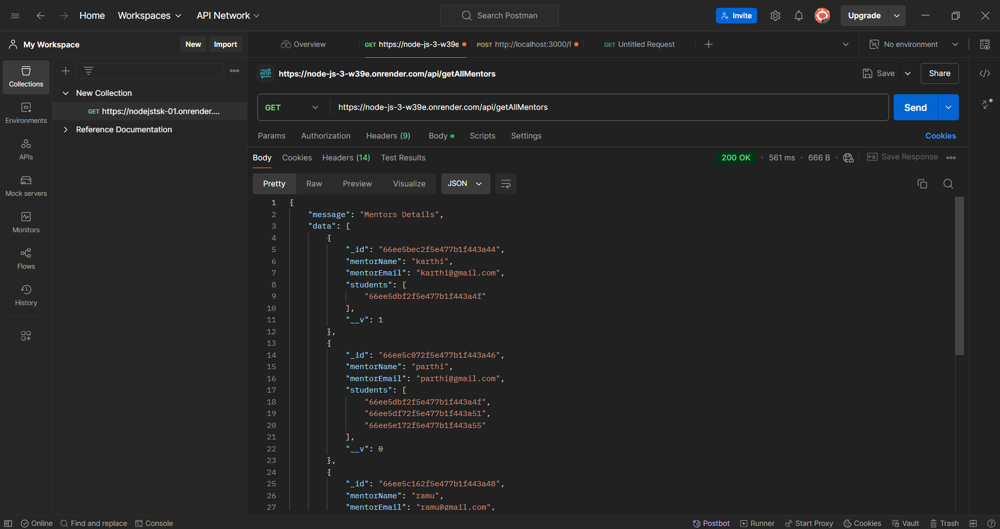 Home
Workspaces
API Network
Search Postman
Invite
Upgrade
My Workspace
New
Import
Overview
GET https://node-js-3-w39e
POST http://localhost:3000/f
GET Untitled Request
No environment
Collections
Environments
APIs
Mock servers
Monitors
Flows
History
New Collection
GET https://nodejstsk-01.onrender....
Reference Documentation
HTTP https://node-js-3-w39e.onrender.com/api/getAllMentors
Save
Share
GET https://node-js-3-w39e.onrender.com/api/getAllMentors
Send
Params Authorization Headers (9) Body Scripts Settings
Cookies
Body Cookies Headers (14) Test Results
200 OK • 561 ms • 666 B •
e.g. Save Response
Pretty Raw Preview Visualize JSON
1 {
2 "message": "Mentors Details",
3 "data": [
4 {
5 "_id": "66ee5bec2f5e477b1f443a44",
6 "mentorName": "karthi",
7 "mentorEmail": "karthi@gmail.com",
8 "students": [
9 "66ee5dbf2f5e477b1f443a4f"
10 ],
11 "__v": 1
12 },
13 {
14 "_id": "66ee5c072f5e477b1f443a46",
15 "mentorName": "parthi",
16 "mentorEmail": "parthi@gmail.com",
17 "students": [
18 "66ee5dbf2f5e477b1f443a4f",
19 "66ee5df72f5e477b1f443a51",
20 "66ee5e172f5e477b1f443a55"
21 ],
22 "__v": 0
23 },
24 {
25 "_id": "66ee5c162f5e477b1f443a48",
26 "mentorName": "ramu",
27 "mentorEmail": "ramu@gmail.com",
Online
Find and replace
Console
Postbot
Runner
Start Proxy
Cookies
Vault
Trash